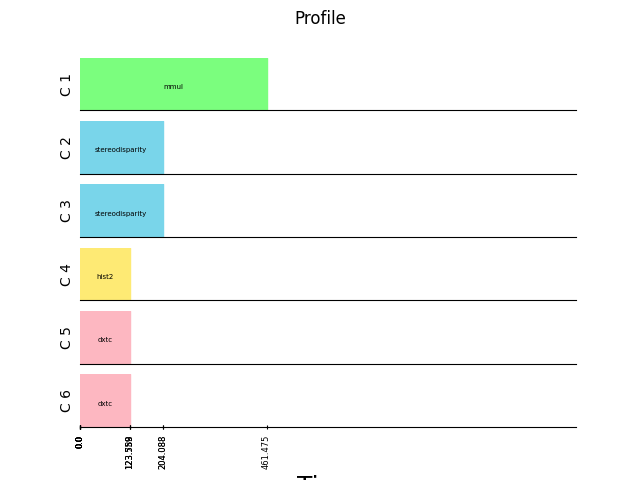 Profile
C 1
mmul
C 2
stereodisparity
C 3
stereodisparity
C 4
hist2
C 5
dxtc
C 6
dxtc
0.0
204.088
461.475